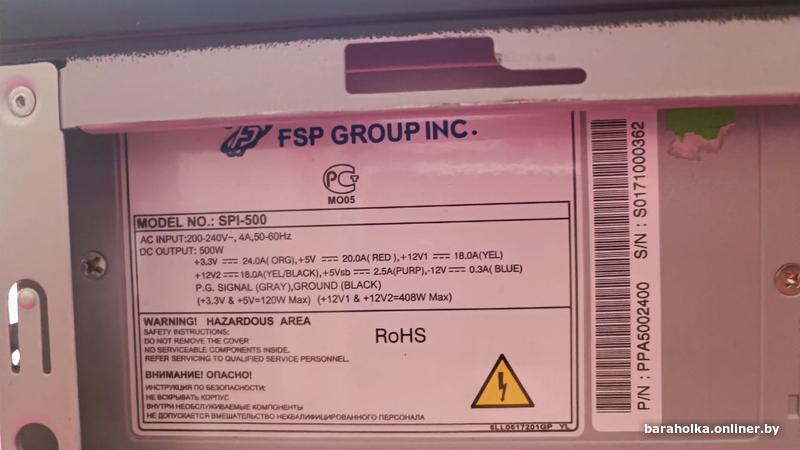 FSP GROUP INC.
РСТ
МО05
MODEL NO.: SPI-500
AC INPUT:200-240V~, 4A,50-60Hz
DC OUTPUT: 500W
+3.3V ⎓ 24.0A( ORG),+5V ⎓ 20.0A( RED ),+12V1 ⎓ 18.0A(YEL)
+12V2 ⎓18.0A(YEL/BLACK),+5Vsb ⎓ 2.5A(PURP),-12V ⎓ 0.3A( BLUE)
P.G. SIGNAL (GRAY),GROUND (BLACK)
(+3.3V & +5V=120W Max) (+12V1 & +12V2=408W Max)
WARNING! HAZARDOUS AREA
SAFETY INSTRUCTIONS:
DO NOT REMOVE THE COVER
NO SERVICEABLE COMPONENTS INSIDE.
REFER SERVICING TO QUALIFIED SERVICE PERSONNEL.
RoHS
ВНИМАНИЕ! ОПАСНО!
ИНСТРУКЦИЯ ПО БЕЗОПАСНОСТИ:
НЕ ВСКРЫВАТЬ КОРПУС
ВНУТРИ НЕОБСЛУЖИВАЕМЫЕ КОМПОНЕНТЫ
НЕ ДОПУСКАЕТСЯ ВМЕШАТЕЛЬСТВО НЕКВАЛИФИЦИРОВАННОГО ПЕРСОНАЛА
6LL0617201GP YL
P/N : PPA5002400 S/N : S0171000362
baraholka.onliner.by